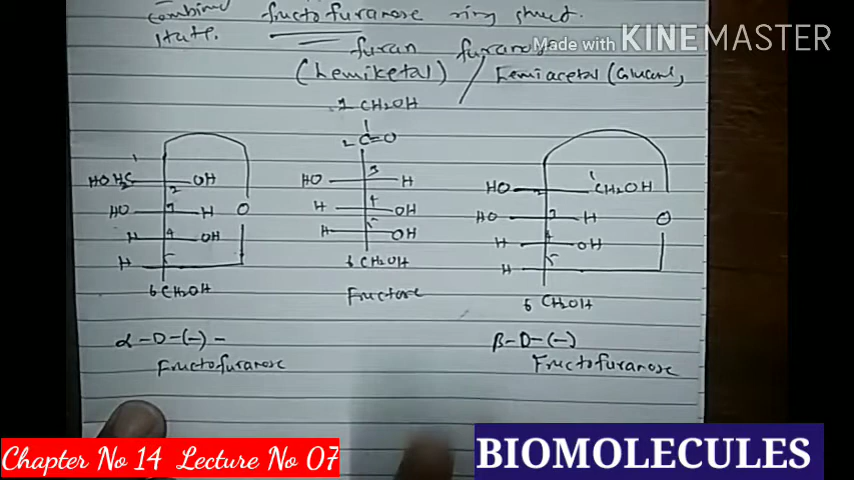 combined fructofuranose ring struct.
state.
furan furanose
Made with KINEMASTER
(hemiketal) / Hemiacetal (Glucose,
1 CH2OH
2 C=O
HO 3 H
H 4 OH
H 5 OH
6 CH2OH
Fructose
HOH2C 1 2 OH
HO 3 H O
H 4 OH
H 5
6 CH2OH
α-D-(-)-
Fructofuranose
HO 2 1 CH2OH
HO 3 H O
H 4 OH
H 5
6 CH2OH
β-D-(-)
Fructofuranose
Chapter No 14 Lecture No 07
BIOMOLECULES